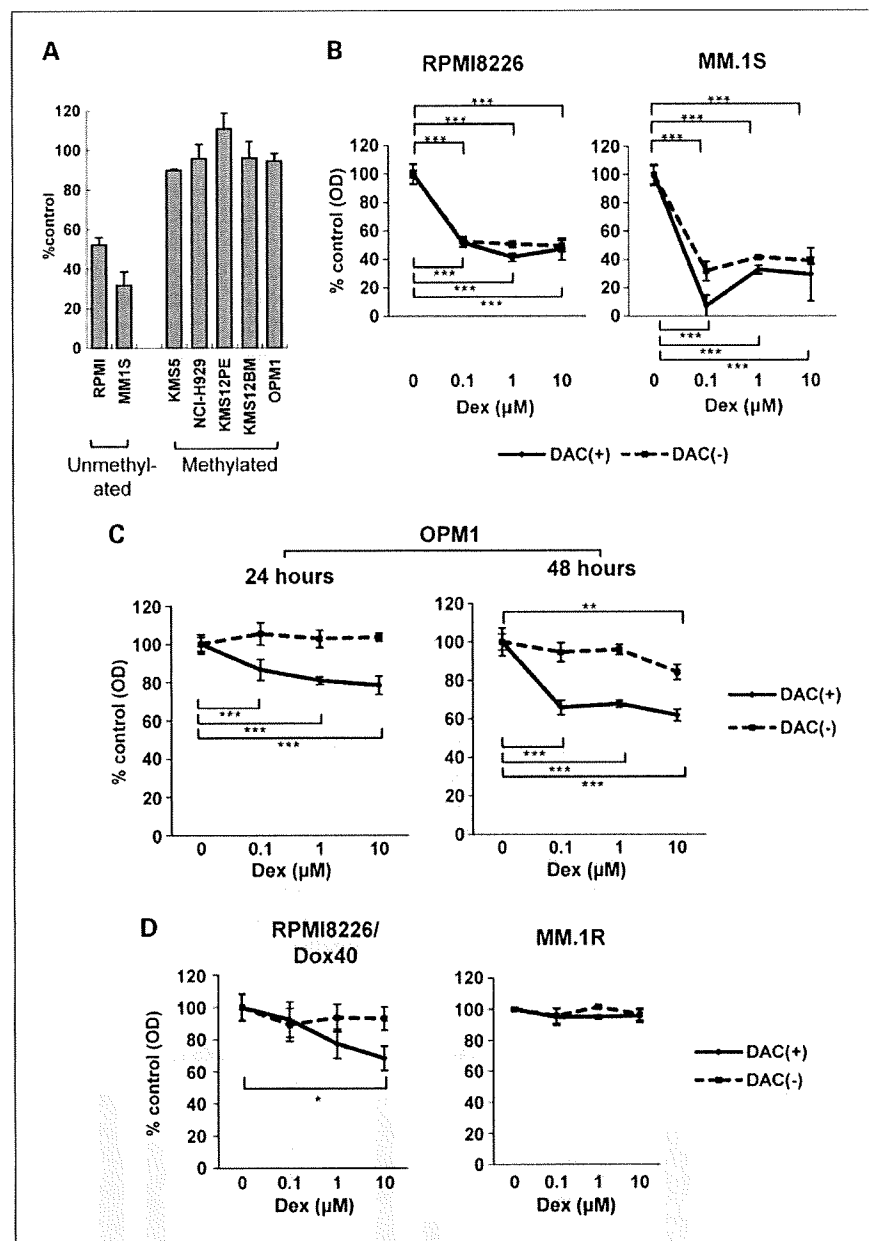 A
%control
120
100
80
60
40
20
0
RPMI
MM1S
KMS5
NCI-H929
KMS12PE
KMS12BM
OPM1
Unmethyl-
ated
Methylated
B
RPMI8226
% control (OD)
120
100
80
60
40
20
0
***
***
***
***
***
***
0 0.1 1 10
Dex (µM)
MM.1S
120
100
80
60
40
20
0
***
***
***
***
***
***
0 0.1 1 10
Dex (µM)
DAC(+) DAC(-)
C
OPM1
24 hours
% control (OD)
120
100
80
60
40
20
0
***
***
***
0 0.1 1 10
Dex (µM)
48 hours
120
100
80
60
40
20
0
**
***
***
***
0 0.1 1 10
Dex (µM)
DAC(+)
DAC(-)
D
RPMI8226/
Dox40
% control (OD)
120
100
80
60
40
20
0
*
0 0.1 1 10
Dex (µM)
MM.1R
120
100
80
60
40
20
0
0 0.1 1 10
Dex (µM)
DAC(+)
DAC(-)